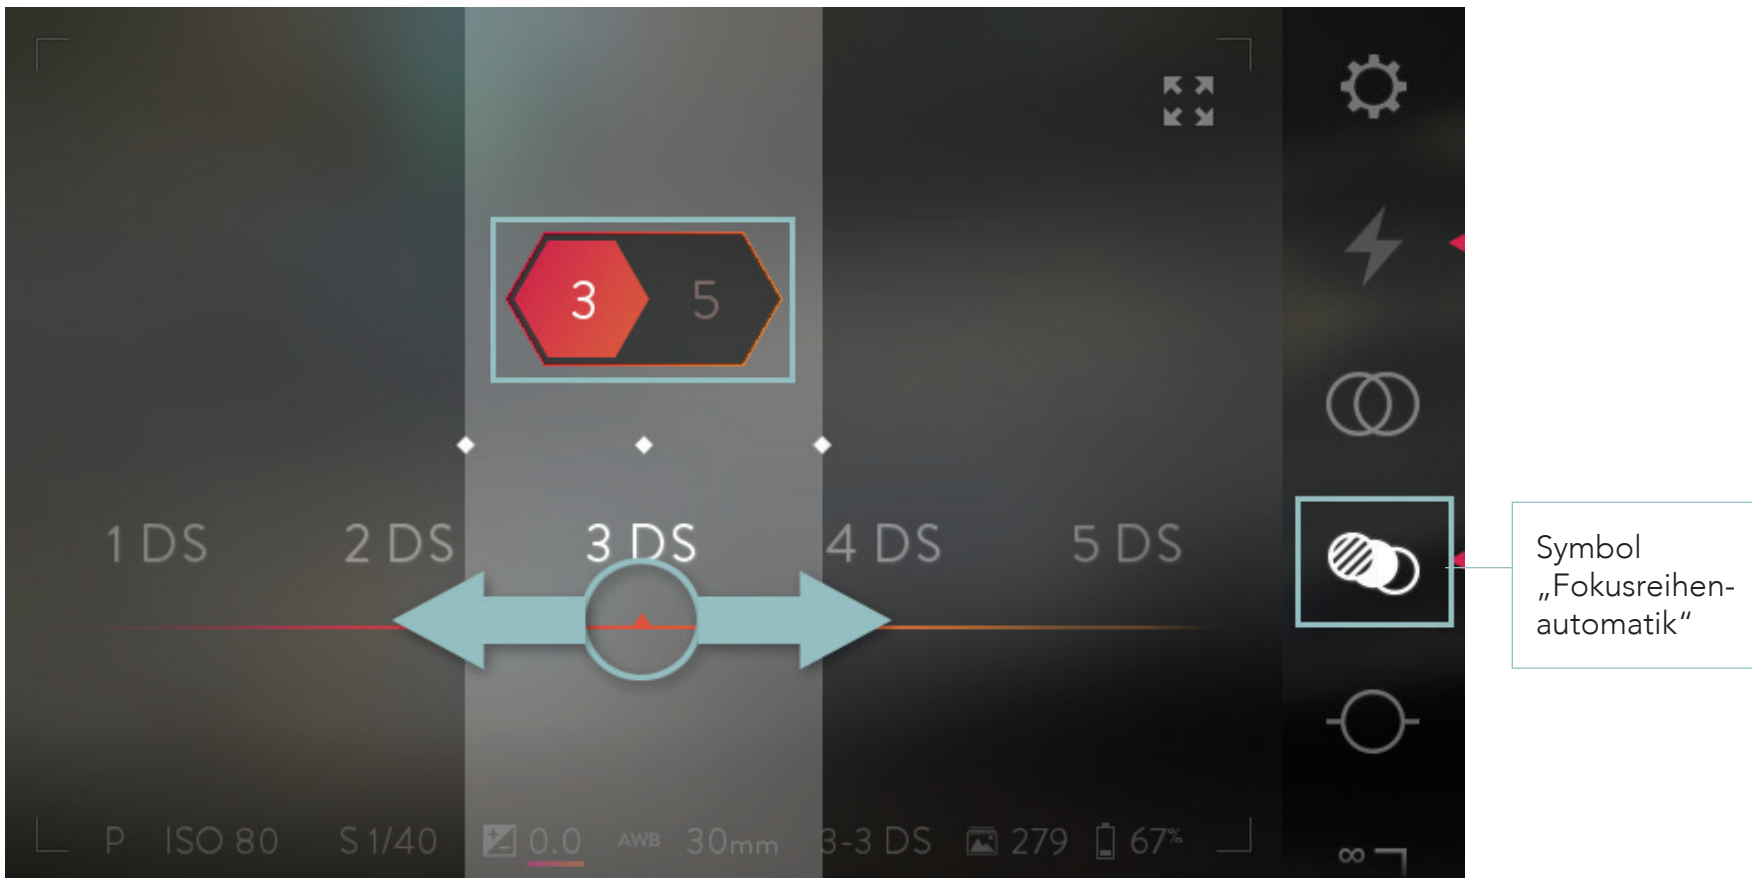 3 5
1 DS 2 DS 3 DS 4 DS 5 DS
Symbol
„Fokusreihen-
automatik“
P ISO 80 S 1/40 0.0 AWB 30mm 3-3 DS 279 67%
∞